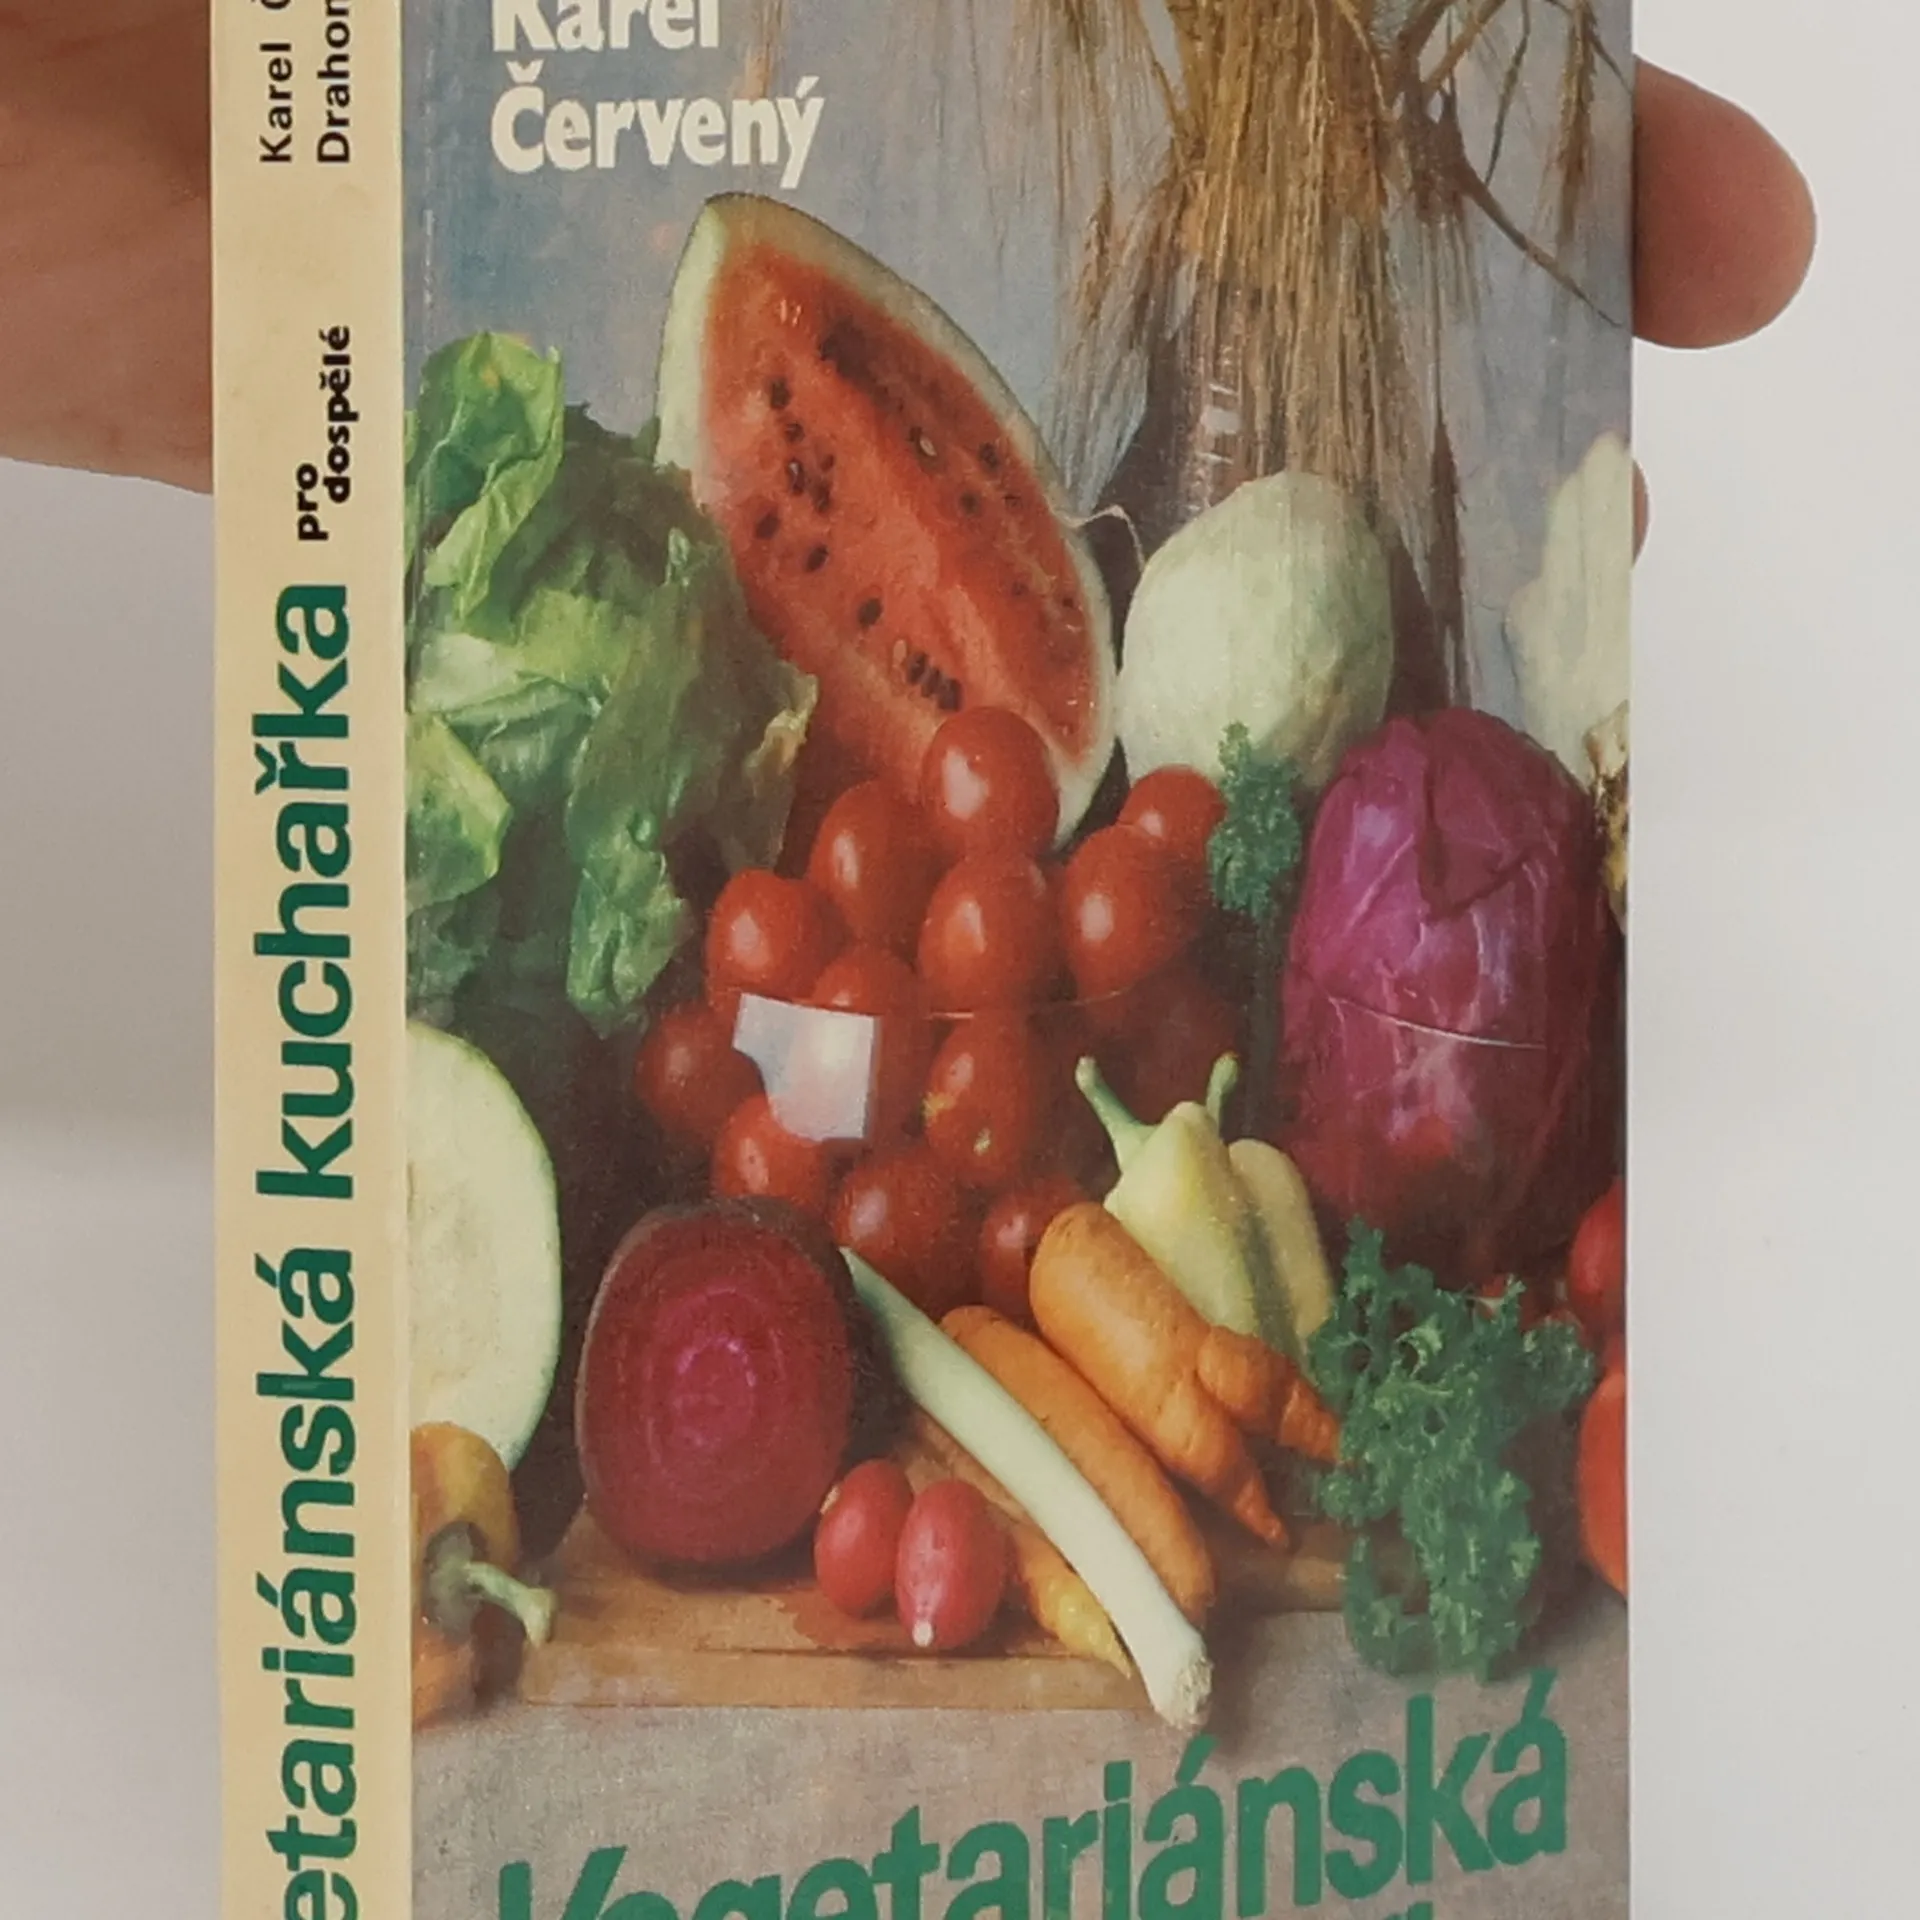 Karel
Drahom
etariánská kuchařka pro
dospělé
Karel
Červený
Vegetariánská